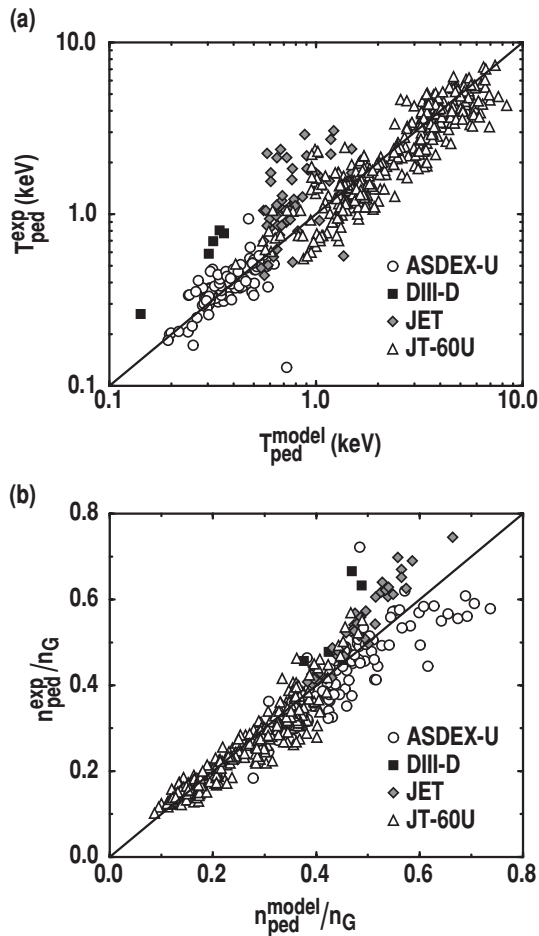 (a)
10.0
1.0
0.1
T_ped^exp (keV)
ASDEX-U
DIII-D
JET
JT-60U
0.1 1.0 10.0
T_ped^model (keV)
(b)
0.8
0.6
0.4
0.2
0.0
n_ped^exp/n_G
ASDEX-U
DIII-D
JET
JT-60U
0.0 0.2 0.4 0.6 0.8
n_ped^model/n_G